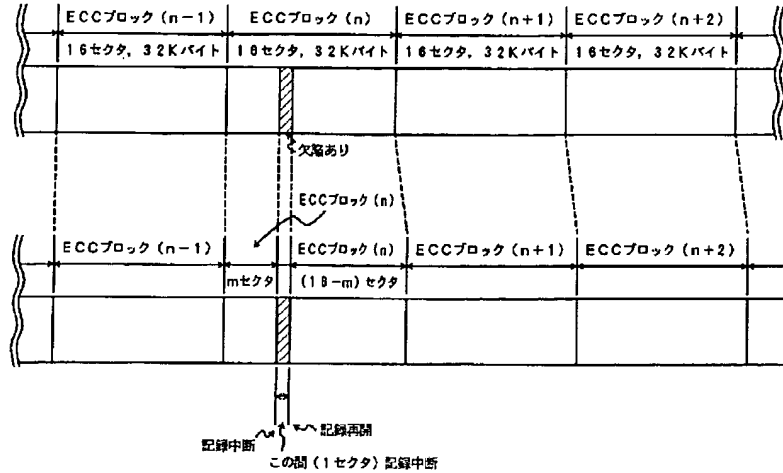 ECCブロック(n−1) ECCブロック(n) ECCブロック(n+1) ECCブロック(n+2)
16セクタ, 32Kバイト 16セクタ, 32Kバイト 16セクタ, 32Kバイト 16セクタ, 32Kバイト
欠陥あり
ECCブロック(n)
ECCブロック(n−1) ECCブロック(n) ECCブロック(n+1) ECCブロック(n+2)
mセクタ (16−m)セクタ
記録中断 記録再開
この間(1セクタ)記録中断